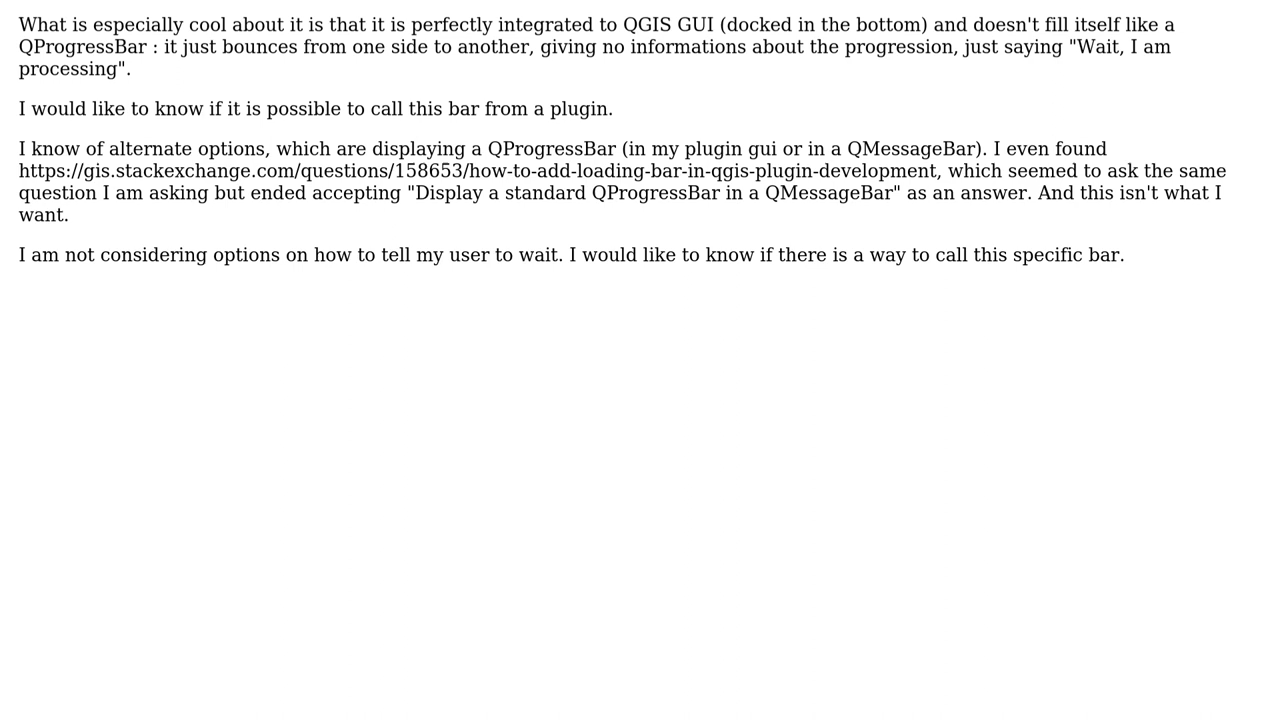 What is especially cool about it is that it is perfectly integrated to QGIS GUI (docked in the bottom) and doesn't fill itself like a
QProgressBar : it just bounces from one side to another, giving no informations about the progression, just saying "Wait, I am
processing".
I would like to know if it is possible to call this bar from a plugin.
I know of alternate options, which are displaying a QProgressBar (in my plugin gui or in a QMessageBar). I even found
https://gis.stackexchange.com/questions/158653/how-to-add-loading-bar-in-qgis-plugin-development, which seemed to ask the same
question I am asking but ended accepting "Display a standard QProgressBar in a QMessageBar" as an answer. And this isn't what I
want.
I am not considering options on how to tell my user to wait. I would like to know if there is a way to call this specific bar.